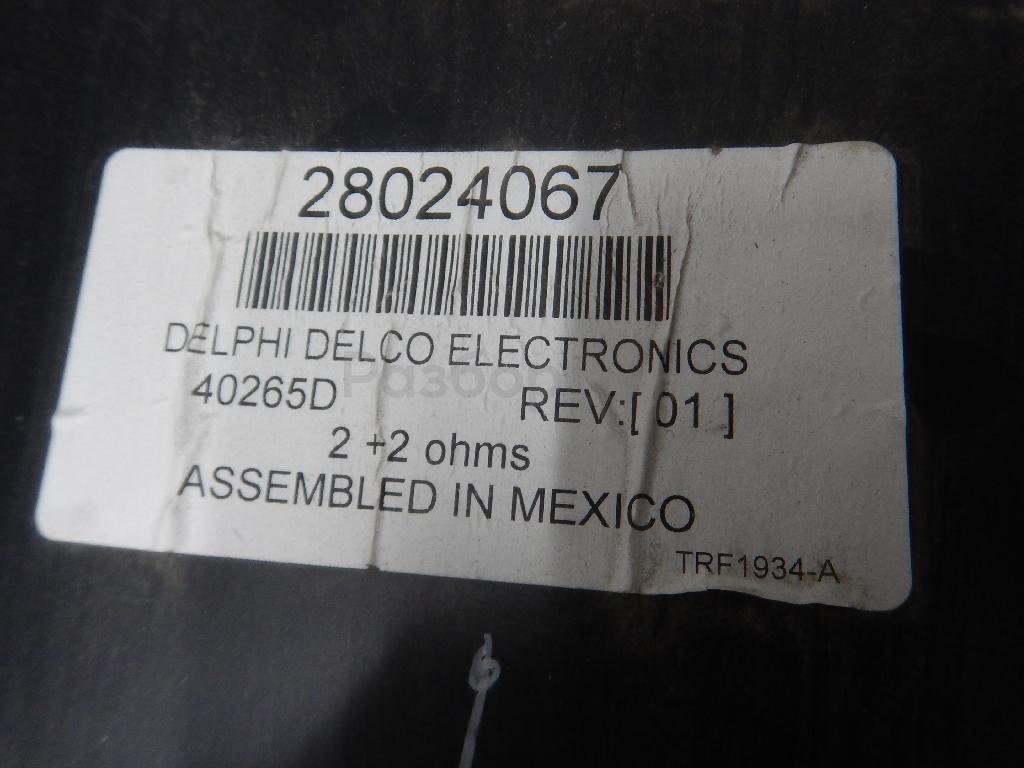 28024067
DELPHI DELCO ELECTRONICS
40265D REV:[ 01 ]
2 +2 ohms
ASSEMBLED IN MEXICO
TRF1934-A